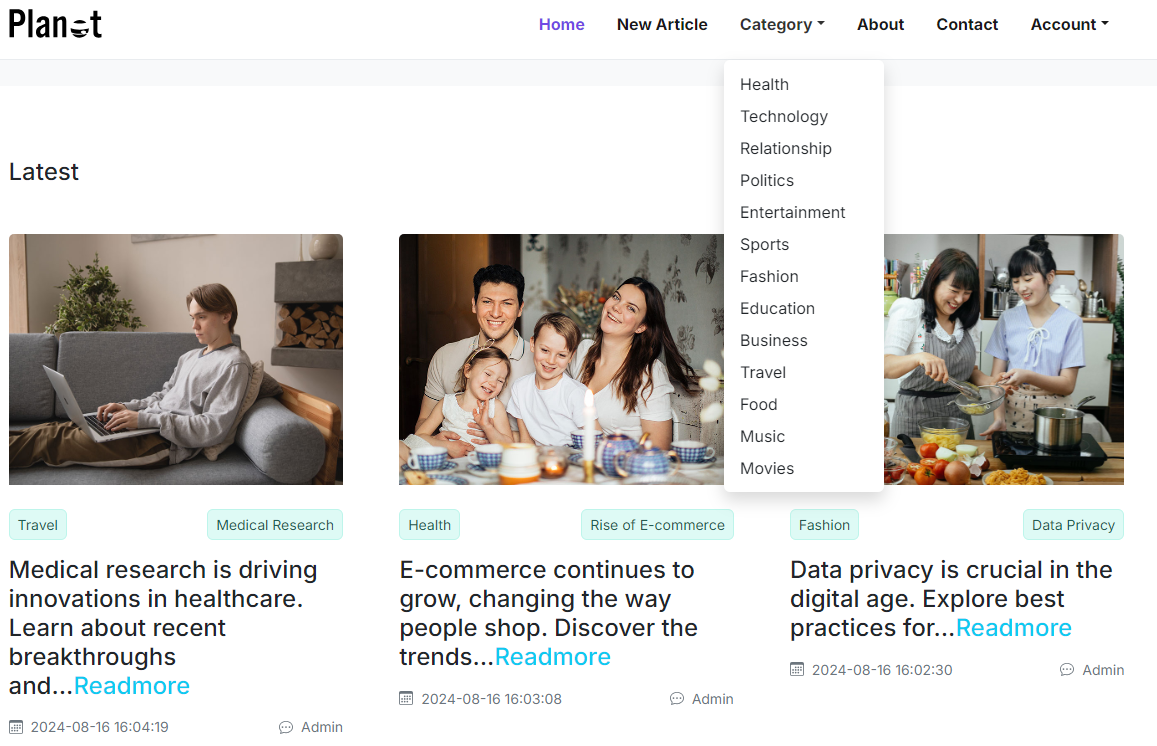 Planet
Home New Article Category About Contact Account
Health
Technology
Relationship
Politics
Entertainment
Sports
Fashion
Education
Business
Travel
Food
Music
Movies
Latest
Travel Medical Research
Medical research is driving
innovations in healthcare.
Learn about recent
breakthroughs
and...Readmore
2024-08-16 16:04:19 Admin
Health Rise of E-commerce
E-commerce continues to
grow, changing the way
people shop. Discover the
trends...Readmore
2024-08-16 16:03:08 Admin
Fashion Data Privacy
Data privacy is crucial in the
digital age. Explore best
practices for...Readmore
2024-08-16 16:02:30 Admin